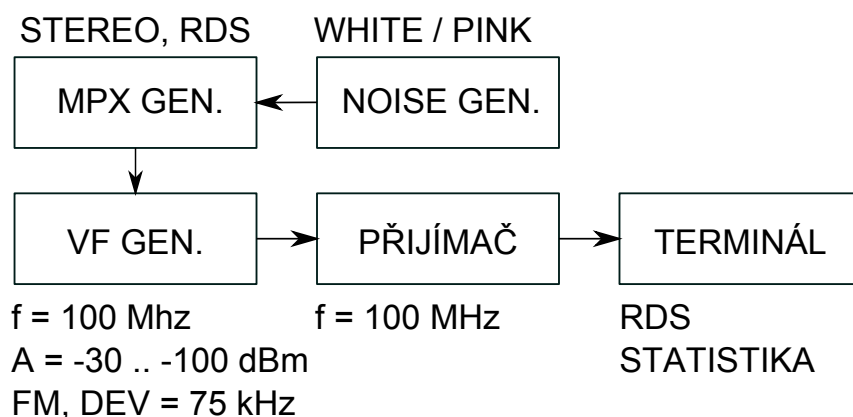 STEREO, RDS
WHITE / PINK
MPX GEN.
NOISE GEN.
VF GEN.
PŘIJÍMAČ
TERMINÁL
f = 100 Mhz
A = -30 .. -100 dBm
FM, DEV = 75 kHz
f = 100 MHz
RDS
STATISTIKA